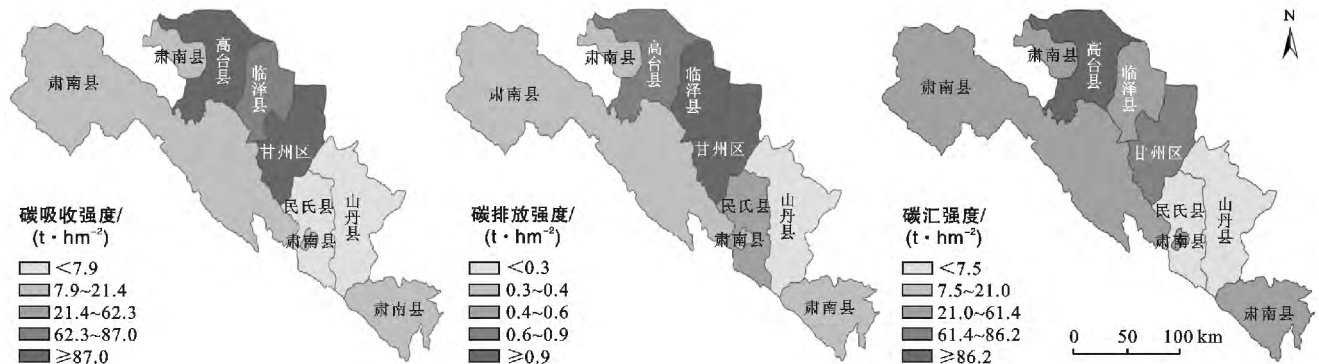 肃南县
肃南县
高台县
临泽县
甘州区
民氏县
肃南县
山丹县
肃南县
碳吸收强度/
(t·hm⁻²)
<7.9
7.9~21.4
21.4~62.3
62.3~87.0
≥87.0
肃南县
肃南县
高台县
临泽县
甘州区
民氏县
肃南县
山丹县
肃南县
碳排放强度/
(t·hm⁻²)
<0.3
0.3~0.4
0.4~0.6
0.6~0.9
≥0.9
N
肃南县
肃南县
高台县
临泽县
甘州区
民氏县
肃南县
山丹县
肃南县
碳汇强度/
(t·hm⁻²)
<7.5
7.5~21.0
21.0~61.4
61.4~86.2
≥86.2
0 50 100 km